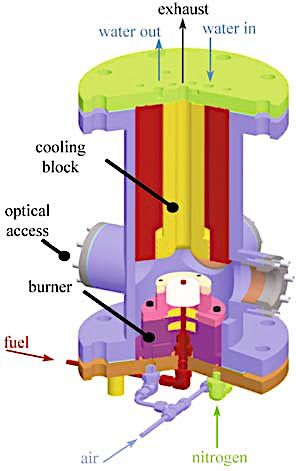 exhaust
water out
water in
cooling
block
optical
access
burner
fuel
air
nitrogen